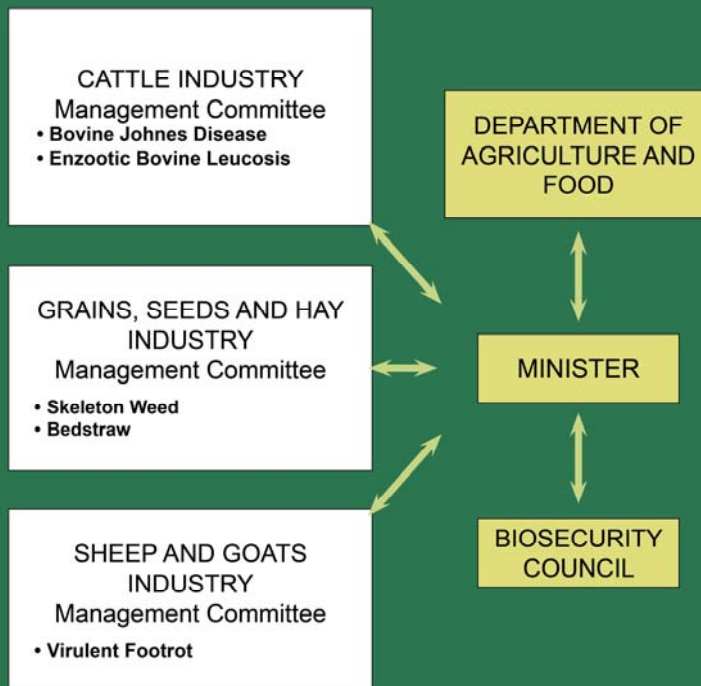 CATTLE INDUSTRY
Management Committee
• Bovine Johnes Disease
• Enzootic Bovine Leucosis
GRAINS, SEEDS AND HAY
INDUSTRY
Management Committee
• Skeleton Weed
• Bedstraw
SHEEP AND GOATS
INDUSTRY
Management Committee
• Virulent Footrot
DEPARTMENT OF
AGRICULTURE AND
FOOD
MINISTER
BIOSECURITY
COUNCIL